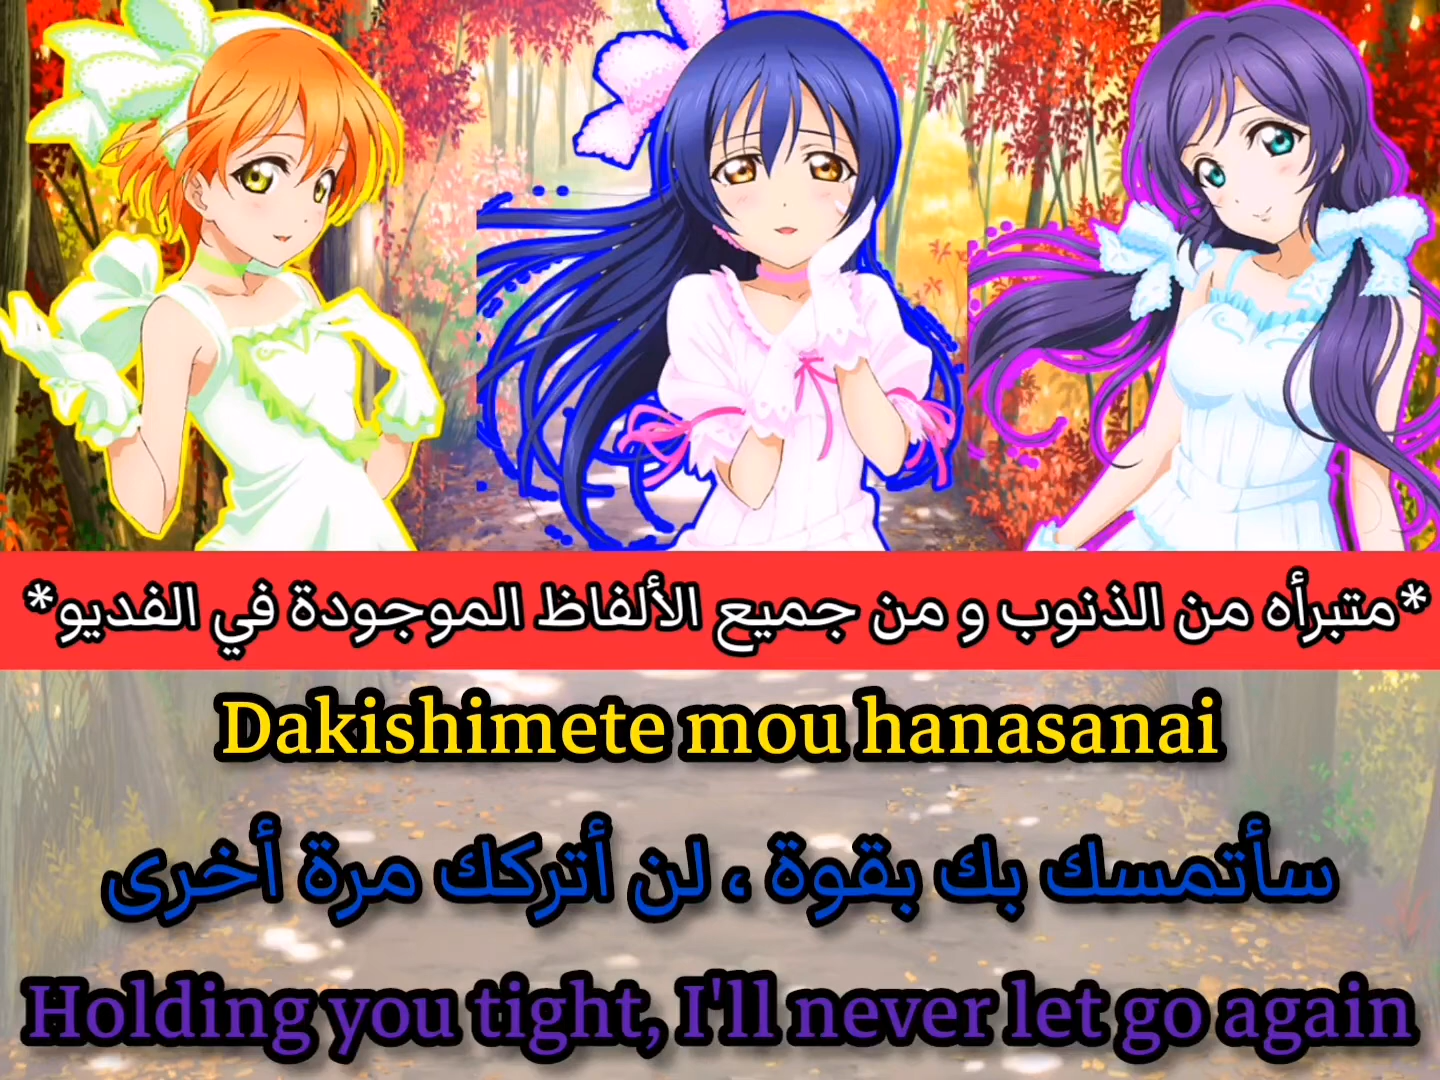 *متبرأه من الذنوب و من جميع الألفاظ الموجودة في الفديو*
Dakishimete mou hanasanai
سأتمسك بك بقوة ، لن أتركك مرة أخرى
Holding you tight, I'll never let go again